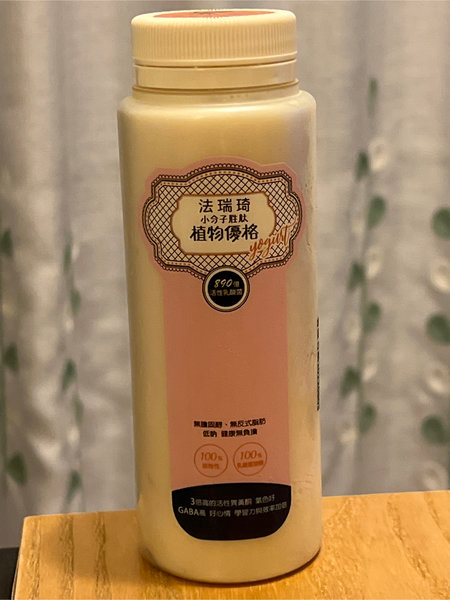 法瑞琦
小分子胜肽
植物優格
yogurt
890億
活性乳酸菌
無膽固醇、無反式脂肪
低鈉 健康無負擔
100%
植物性
100%
3倍高的活性異黃酮 氣色好
GABA高 好心情 學習力與效率加倍